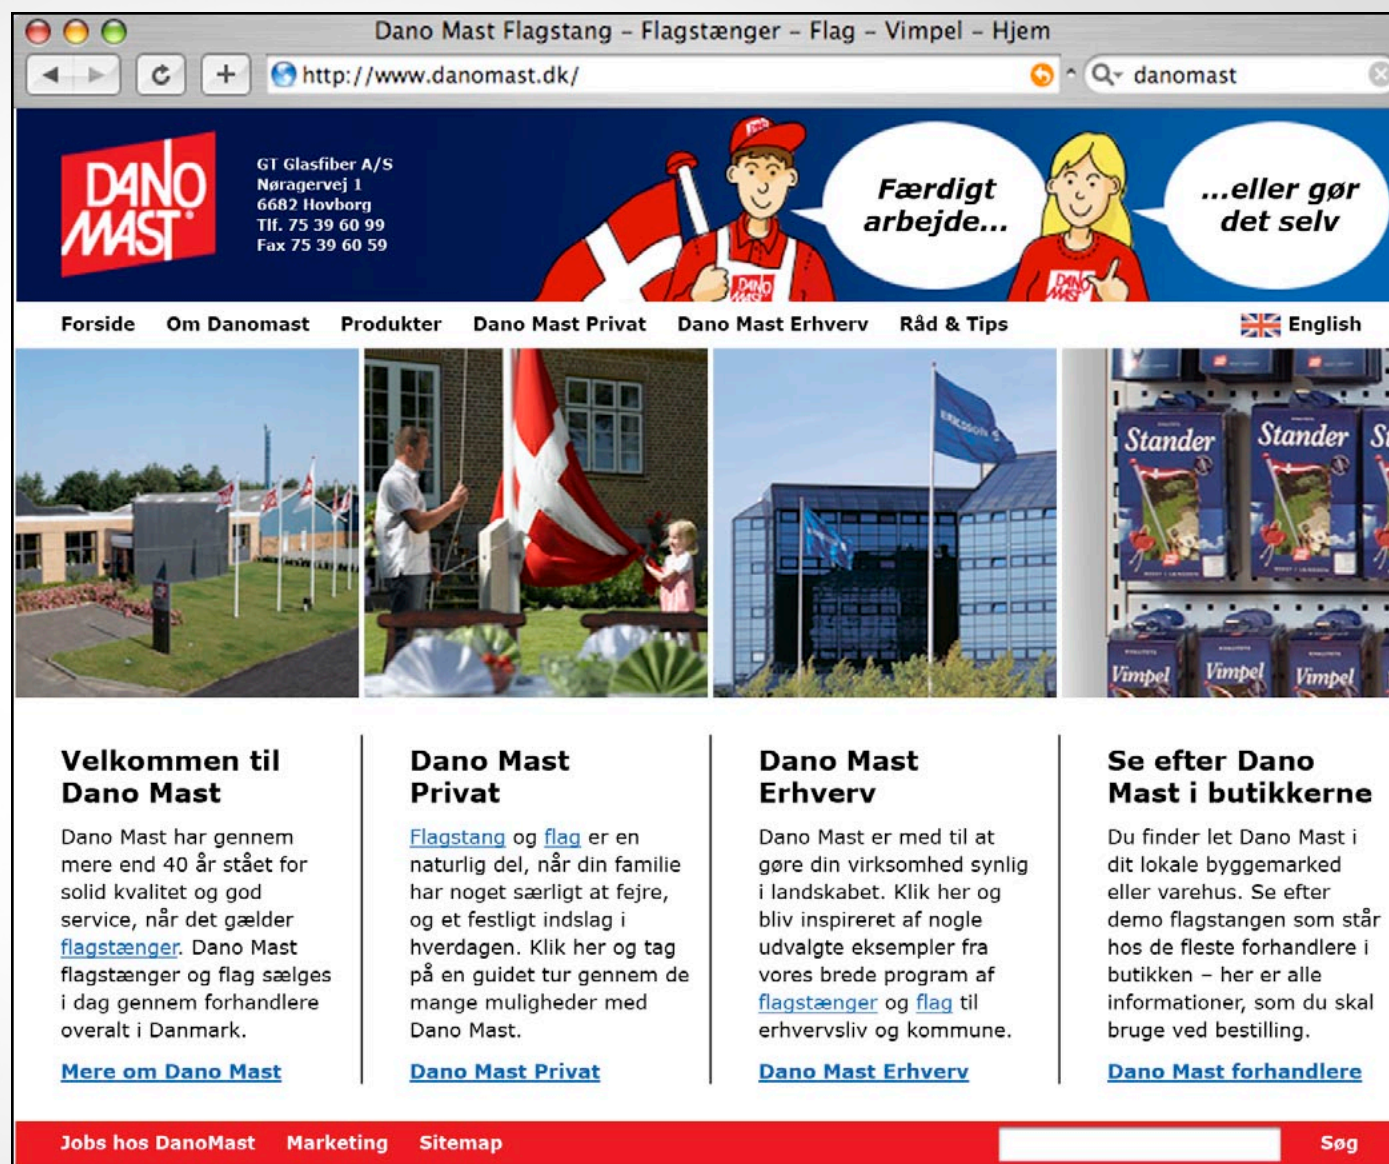 Dano Mast Flagstang – Flagstænger – Flag – Vimpel – Hjem
http://www.danomast.dk/
danomast
DANO
MAST®
GT Glasfiber A/S
Nøragervej 1
6682 Hovborg
Tlf. 75 39 60 99
Fax 75 39 60 59
DANO
MAST
Færdigt
arbejde...
DANO
MAST
...eller gør
det selv
Forside Om Danomast Produkter Dano Mast Privat Dano Mast Erhverv Råd & Tips English
ERICSSON
Stander Stander St
Vimpel Vimpel Vimpel
Velkommen til
Dano Mast
Dano Mast har gennem
mere end 40 år stået for
solid kvalitet og god
service, når det gælder
flagstænger. Dano Mast
flagstænger og flag sælges
i dag gennem forhandlere
overalt i Danmark.
Mere om Dano Mast
Dano Mast
Privat
Flagstang og flag er en
naturlig del, når din familie
har noget særligt at fejre,
og et festligt indslag i
hverdagen. Klik her og tag
på en guidet tur gennem de
mange muligheder med
Dano Mast.
Dano Mast Privat
Dano Mast
Erhverv
Dano Mast er med til at
gøre din virksomhed synlig
i landskabet. Klik her og
bliv inspireret af nogle
udvalgte eksempler fra
vores brede program af
flagstænger og flag til
erhvervsliv og kommune.
Dano Mast Erhverv
Se efter Dano
Mast i butikkerne
Du finder let Dano Mast i
dit lokale byggemarked
eller varehus. Se efter
demo flagstangen som står
hos de fleste forhandlere i
butikken – her er alle
informationer, som du skal
bruge ved bestilling.
Dano Mast forhandlere
Jobs hos DanoMast Marketing Sitemap Søg